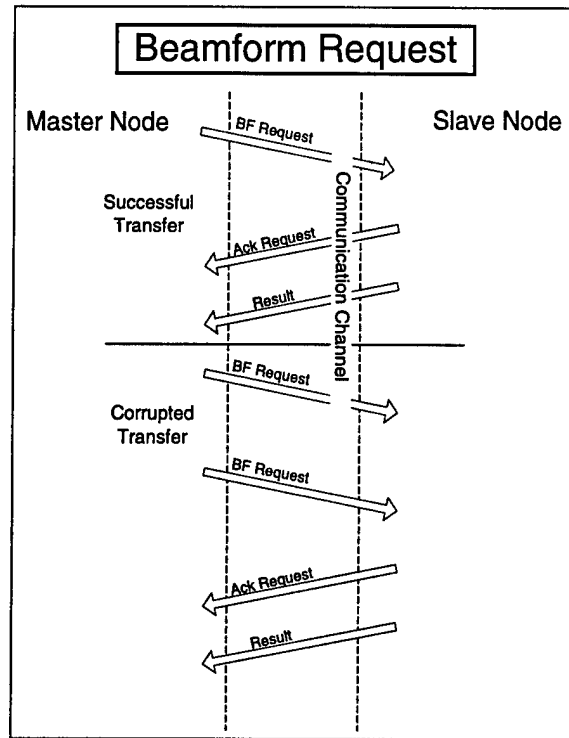 Beamform Request
Master Node
Slave Node
BF Request
Communication Channel
Successful
Transfer
Ack Request
Result
BF Request
Corrupted
Transfer
BF Request
Ack Request
Result